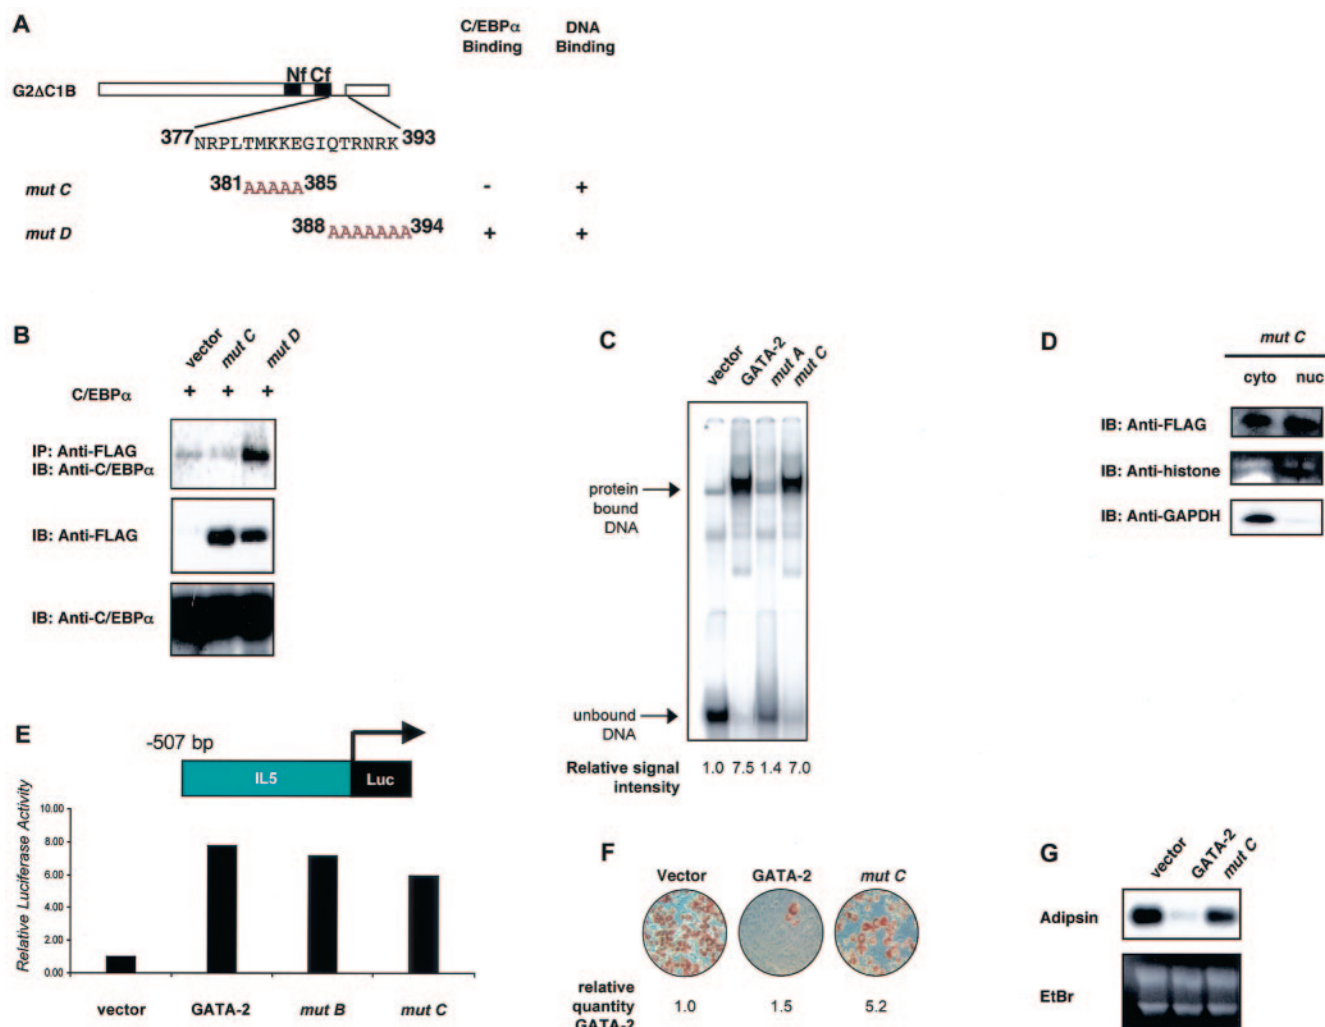 A
C/EBPα Binding
DNA Binding
Nf Cf
G2ΔC1B
377NRPLTMKKEGIQTRNRK393
mut C
381AAAAA385
-
+
mut D
388AAAAAAA394
+
+
B
vector
mut C
mut D
C/EBPα
+ + +
IP: Anti-FLAG
IB: Anti-C/EBPα
IB: Anti-FLAG
IB: Anti-C/EBPα
C
vector
GATA-2
mut A
mut C
protein bound DNA
unbound DNA
Relative signal intensity
1.0 7.5 1.4 7.0
D
mut C
cyto nuc
IB: Anti-FLAG
IB: Anti-histone
IB: Anti-GAPDH
E
-507 bp
IL5
Luc
Relative Luciferase Activity
10.00
8.00
6.00
4.00
2.00
0.00
vector GATA-2 mut B mut C
F
Vector GATA-2 mut C
relative quantity GATA-2
1.0 1.5 5.2
G
vector
GATA-2
mut C
Adipsin
EtBr